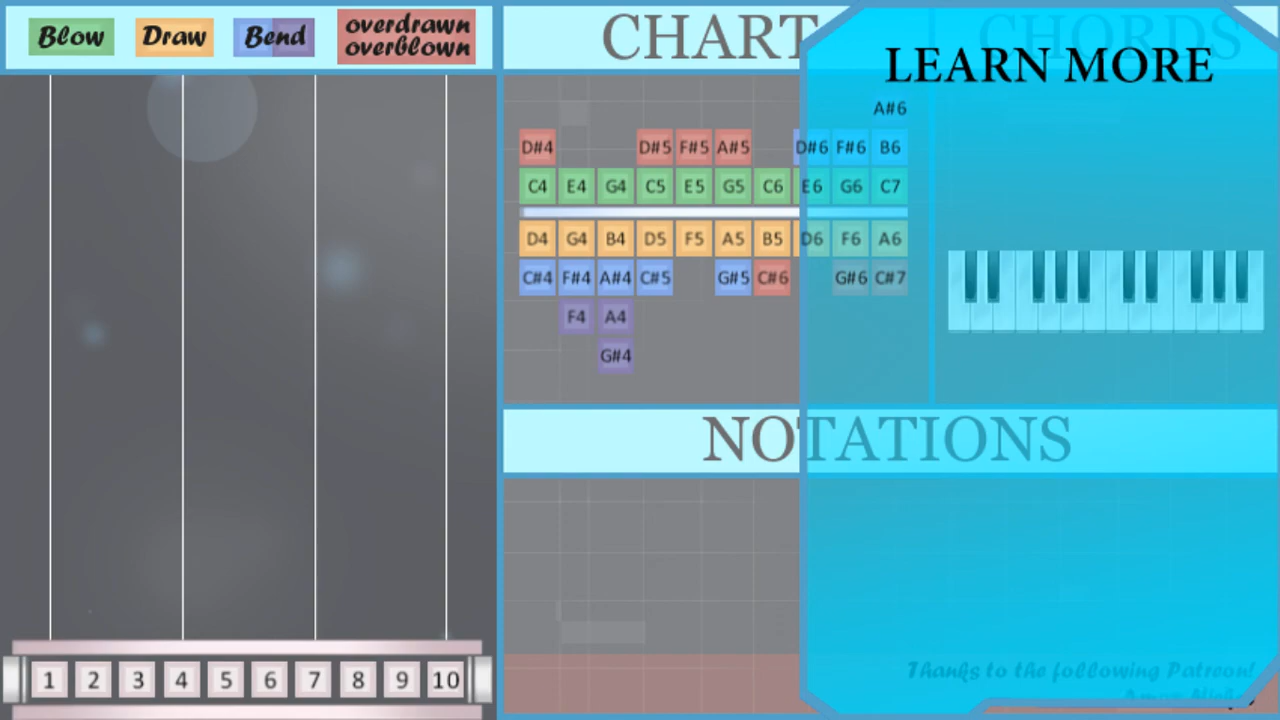 Blow Draw Bend overdrawn
overblown
CHART CHORDS
LEARN MORE
A#6
D#4 D#5 F#5 A#5 D#6 F#6 B6
C4 E4 G4 C5 E5 G5 C6 E6 G6 C7
D4 G4 B4 D5 F5 A5 B5 D6 F6 A6
C#4 F#4 A#4 C#5 G#5 C#6 G#6 C#7
F4 A4
G#4
NOTATIONS
Thanks to the following Patreon!
1 2 3 4 5 6 7 8 9 10